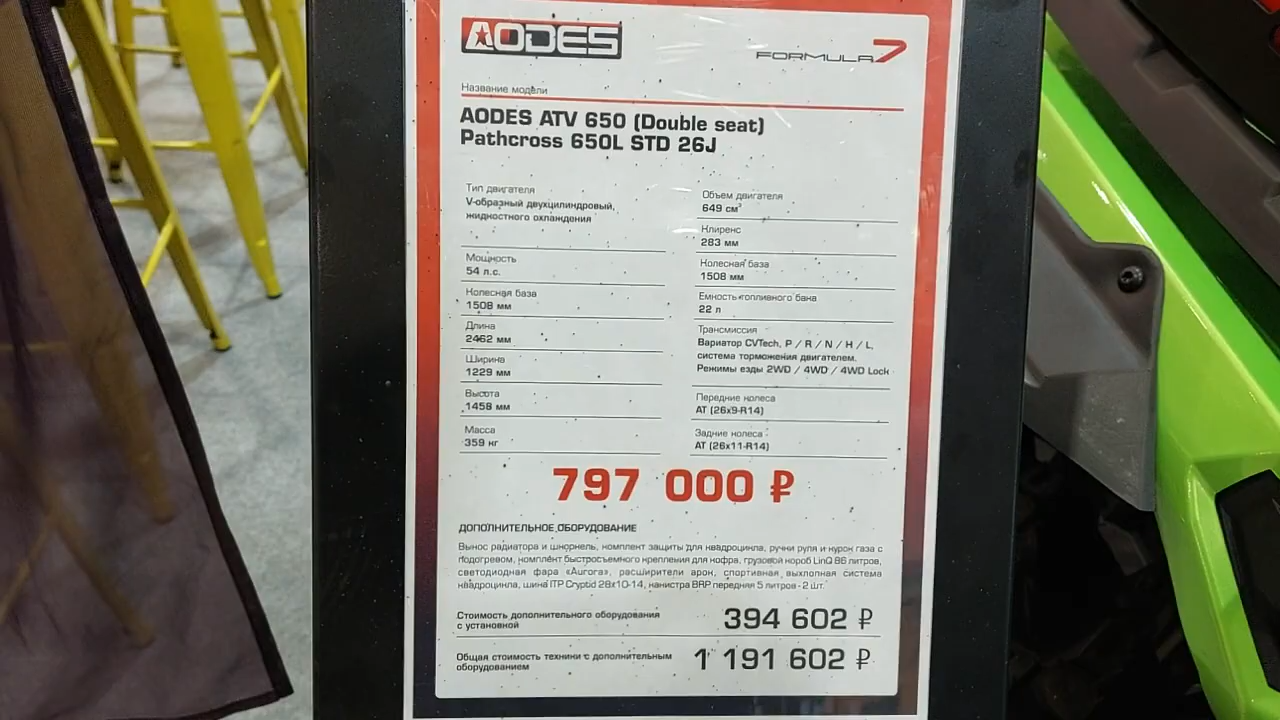 AODES
FORMULA7
Название модели
AODES ATV 650 (Double seat)
Pathcross 650L STD 26J
Тип двигателя
V-образный двухцилиндровый,
жидкостного охлаждения
Мощность
54 л.с.
Колесная база
1508 мм
Длина
2462 мм
Ширина
1229 мм
Высота
1458 мм
Масса
359 кг
Объем двигателя
649 см³
Клиренс
283 мм
Колесная база
1508 мм
Емкость топливного бака
22 л
Трансмиссия
Вариатор CVTech, P / R / N / H / L,
система торможения двигателем.
Режимы езды 2WD / 4WD / 4WD Lock
Передние колеса
AT (26x9-R14)
Задние колеса
AT (26x11-R14)
797 000 ₽
ДОПОЛНИТЕЛЬНОЕ ОБОРУДОВАНИЕ
Вынос радиатора и шноркель, комплект защиты для квадроцикла, ручки руля и курок газа с
подогревом, комплект быстросъемного крепления для кофра, грузовой короб LinQ 86 литров,
светодиодная фара «Aurora», расширители арок, спортивная выхлопная система
квадроцикла, шина ITP Cryptid 28x10-14, канистра BRP передняя 5 литров - 2 шт.
Стоимость дополнительного оборудования
с установкой
394 602 ₽
Общая стоимость техники с дополнительным
оборудованием
1 191 602 ₽